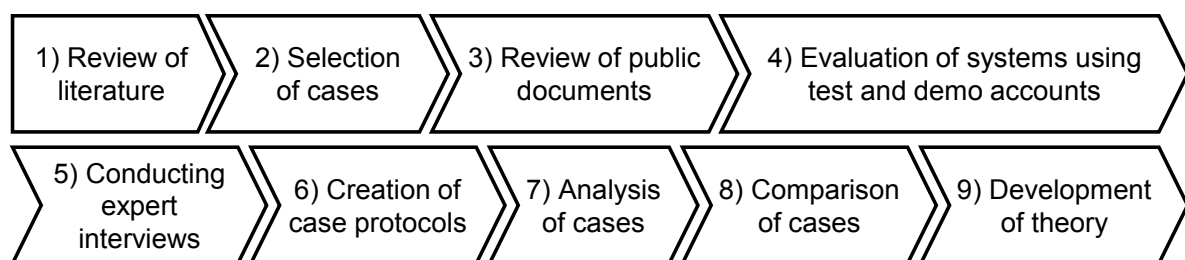 1) Review of
literature
2) Selection
of cases
3) Review of public
documents
4) Evaluation of systems using
test and demo accounts
5) Conducting
expert
interviews
6) Creation of
case protocols
7) Analysis
of cases
8) Comparison
of cases
9) Development
of theory